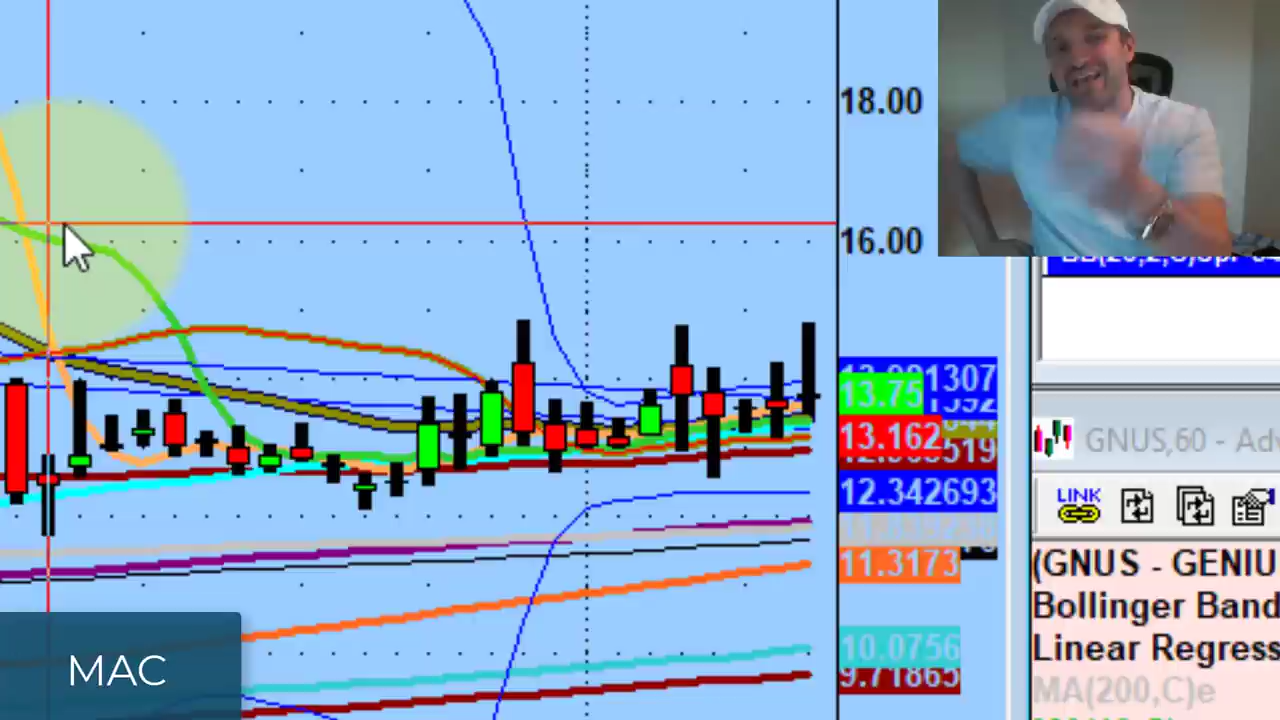 18.00
16.00
13.75
13.162
12.342693
11.3173
10.0756
9.71865
GNUS,60 - Adv
LINK
(GNUS - GENIU
Bollinger Band
Linear Regress
MA(200,C)e
MAC